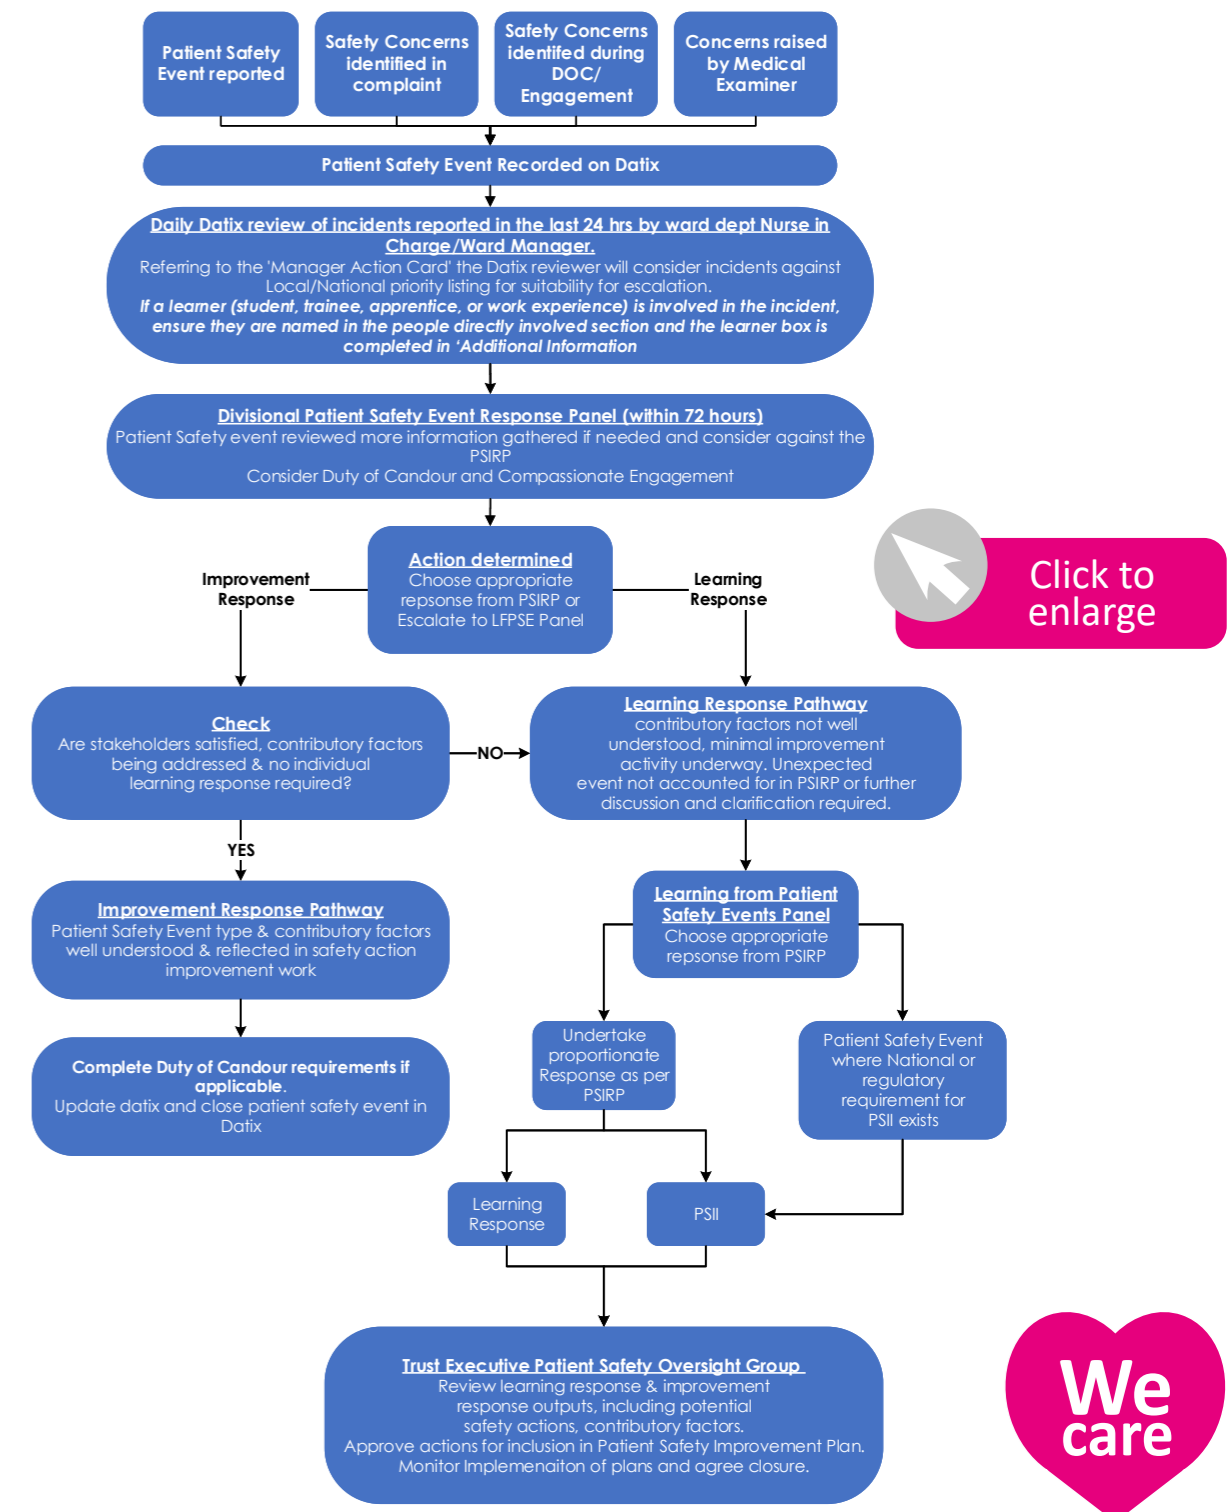 Patient Safety
Event reported
Safety Concerns
identified in
complaint
Safety Concerns
identifed during
DOC/
Engagement
Concerns raised
by Medical
Examiner
Patient Safety Event Recorded on Datix
Daily Datix review of incidents reported in the last 24 hrs by ward dept Nurse in
Charge/Ward Manager.
Referring to the 'Manager Action Card' the Datix reviewer will consider incidents against
Local/National priority listing for suitability for escalation.
If a learner (student, trainee, apprentice, or work experience) is involved in the incident,
ensure they are named in the people directly involved section and the learner box is
completed in ‘Additional Information
Divisional Patient Safety Event Response Panel (within 72 hours)
Patient Safety event reviewed more information gathered if needed and consider against the
PSIRP
Consider Duty of Candour and Compassionate Engagement
Action determined
Choose appropriate
repsonse from PSIRP or
Escalate to LFPSE Panel
Improvement
Response
Learning
Response
Click to
enlarge
Check
Are stakeholders satisfied, contributory factors
being addressed & no individual
learning response required?
NO
Learning Response Pathway
contributory factors not well
understood, minimal improvement
activity underway. Unexpected
event not accounted for in PSIRP or further
discussion and clarification required.
YES
Improvement Response Pathway
Patient Safety Event type & contributory factors
well understood & reflected in safety action
improvement work
Learning from Patient
Safety Events Panel
Choose appropriate
repsonse from PSIRP
Complete Duty of Candour requirements if
applicable.
Update datix and close patient safety event in
Datix
Undertake
proportionate
Response as per
PSIRP
Patient Safety Event
where National or
regulatory
requirement for
PSII exists
Learning
Response
PSII
Trust Executive Patient Safety Oversight Group
Review learning response & improvement
response outputs, including potential
safety actions, contributory factors.
Approve actions for inclusion in Patient Safety Improvement Plan.
Monitor Implemenaiton of plans and agree closure.
We
care